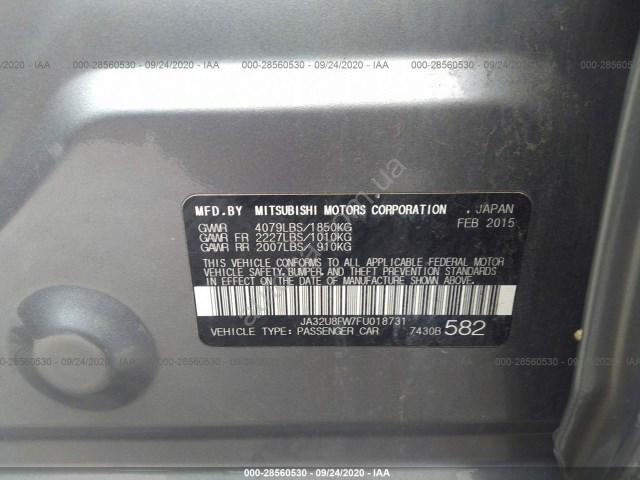 000-28560530 - 09/24/2020 - IAA
MFD.BY MITSUBISHI MOTORS CORPORATION , JAPAN
GVWR 4079LBS/1850KG FEB 2015
GAWR FR 2227LBS/1010KG
GAWR RR 2007LBS/ 910KG
THIS VEHICLE CONFORMS TO ALL APPLICABLE FEDERAL MOTOR
VEHICLE SAFETY,BUMPER, AND THEFT PREVENTION STANDARDS
IN EFFECT ON THE DATE OF MANUFACTURE SHOWN ABOVE.
JA32U8FW7FU018731
VEHICLE TYPE:PASSENGER CAR 7430B 582
000-28560530 - 09/24/2020 - IAA